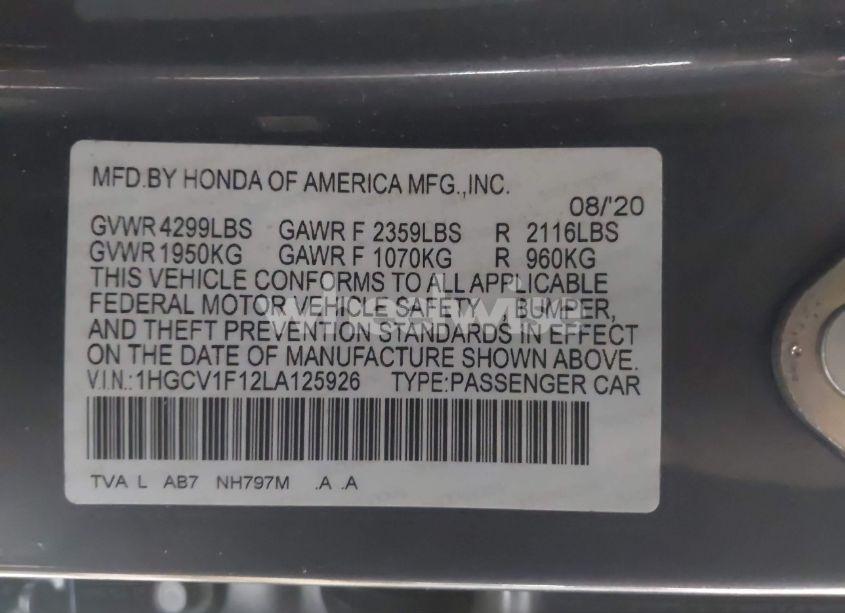 MFD.BY HONDA OF AMERICA MFG.,INC.
08/'20
GVWR 4299LBS GAWR F 2359LBS R 2116LBS
GVWR 1950KG GAWR F 1070KG R 960KG
THIS VEHICLE CONFORMS TO ALL APPLICABLE
FEDERAL MOTOR VEHICLE SAFETY , BUMPER,
AND THEFT PREVENTION STANDARDS IN EFFECT
ON THE DATE OF MANUFACTURE SHOWN ABOVE.
V.I.N.:1HGCV1F12LA125926 TYPE:PASSENGER CAR
TVA L AB7 NH797M .A .A